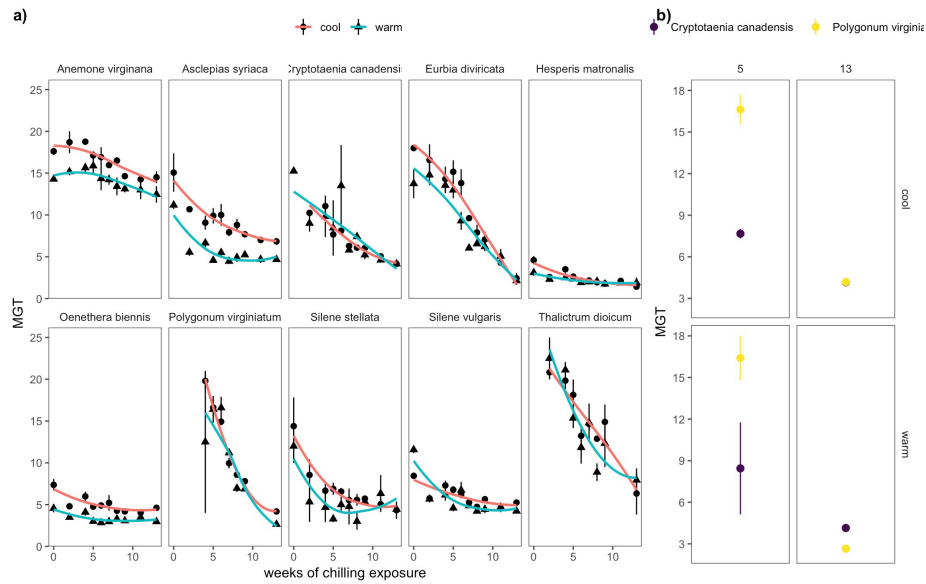 a)
cool warm
b)
Cryptotaenia canadensis Polygonum virginia
Anemone virginana Asclepias syriaca Cryptotaenia canadensi Eurbia diviricata Hesperis matronalis
25
20
15
10
5
0
Oenethera biennis Polygonum virginiatum Silene stellata Silene vulgaris Thalictrum dioicum
25
20
15
10
5
0
MGT
0 5 10 0 5 10 0 5 10 0 5 10 0 5 10
weeks of chilling exposure
5 13
18
15
12
9
6
3
cool
18
15
12
9
6
3
warm
MGT